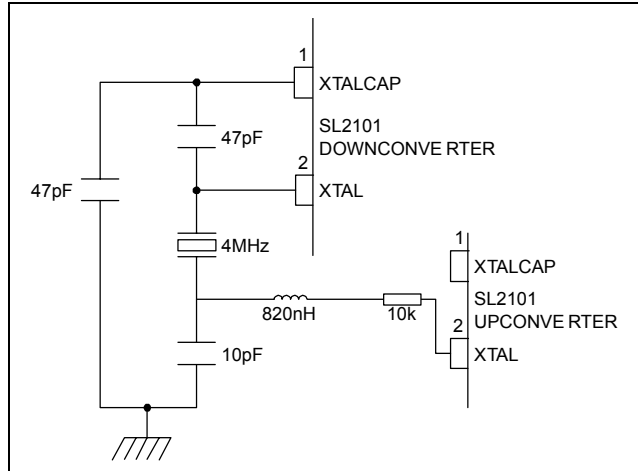 1
XTALCAP
SL2101
DOWNCONVE RTER
47pF
2
XTAL
47pF
4MHz
1
XTALCAP
SL2101
UPCONVE RTER
820nH
10k
2
XTAL
10pF